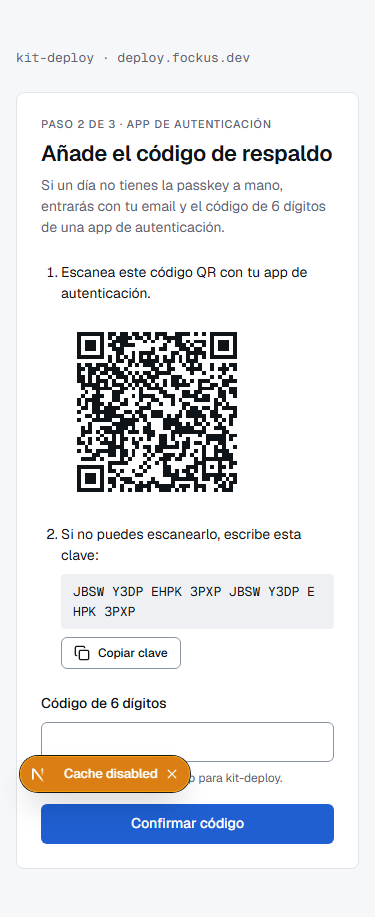 kit-deploy · deploy.fockus.dev
PASO 2 DE 3 · APP DE AUTENTICACIÓN
Añade el código de respaldo
Si un día no tienes la passkey a mano,
entrarás con tu email y el código de 6 dígitos
de una app de autenticación.
1. Escanea este código QR con tu app de
autenticación.
2. Si no puedes escanearlo, escribe esta
clave:
JBSW Y3DP EHPK 3PXP JBSW Y3DP E
HPK 3PXP
Copiar clave
Código de 6 dígitos
N Cache disabled
para kit-deploy.
Confirmar código